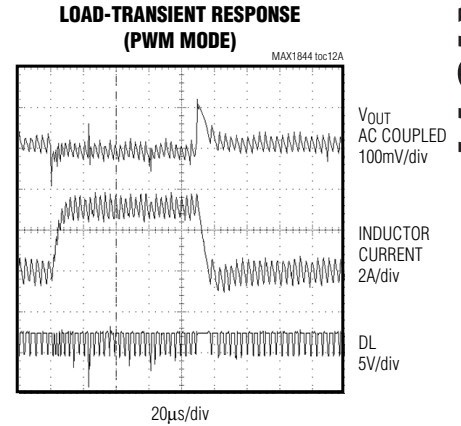 LOAD-TRANSIENT RESPONSE
(PWM MODE)
MAX1844 toc12A
VOUT
AC COUPLED
100mV/div
INDUCTOR
CURRENT
2A/div
DL
5V/div
20μs/div